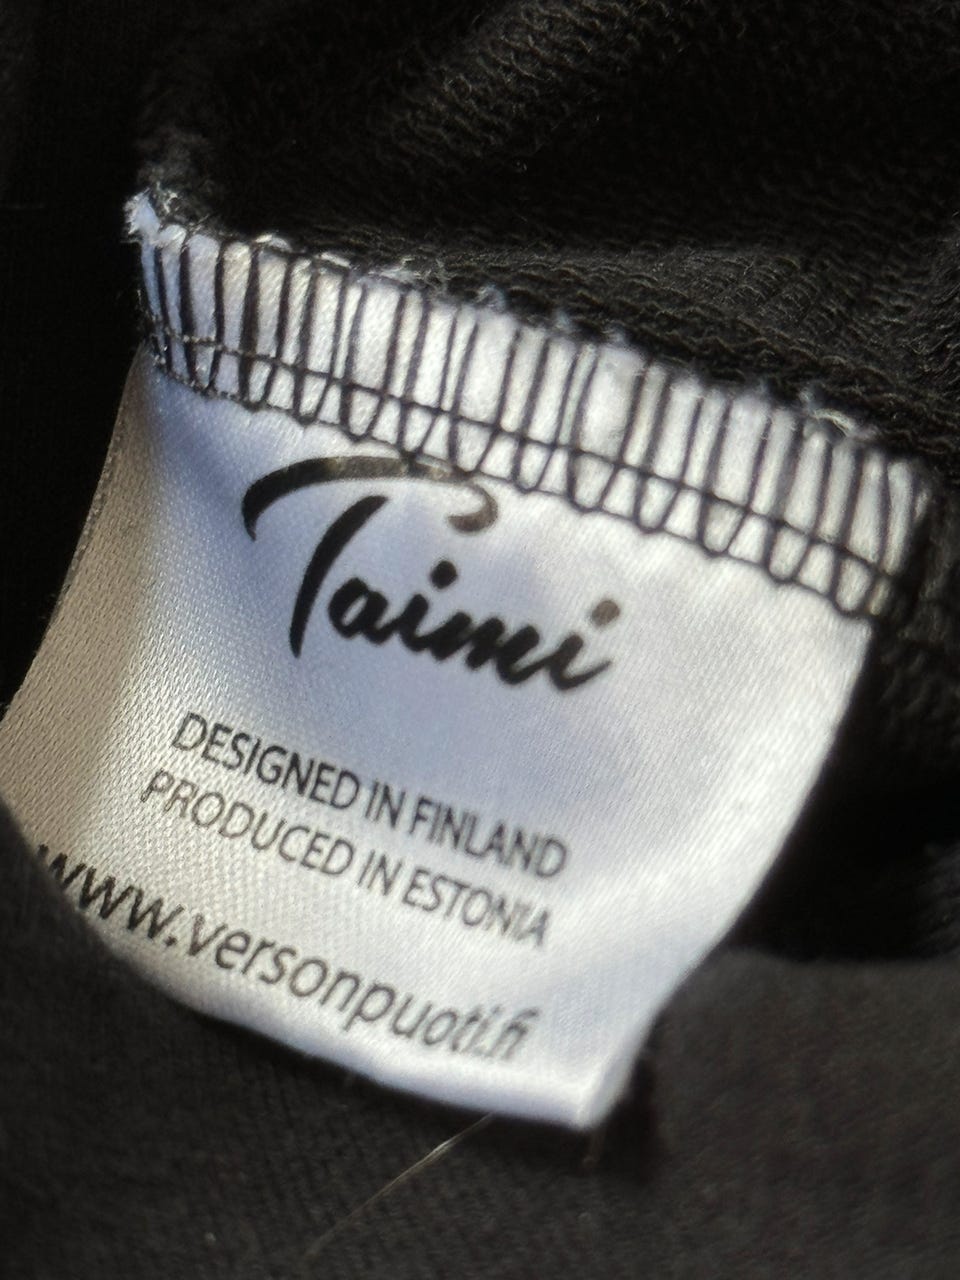 Taimi
DESIGNED IN FINLAND
PRODUCED IN ESTONIA
www.versonpuoti.fi